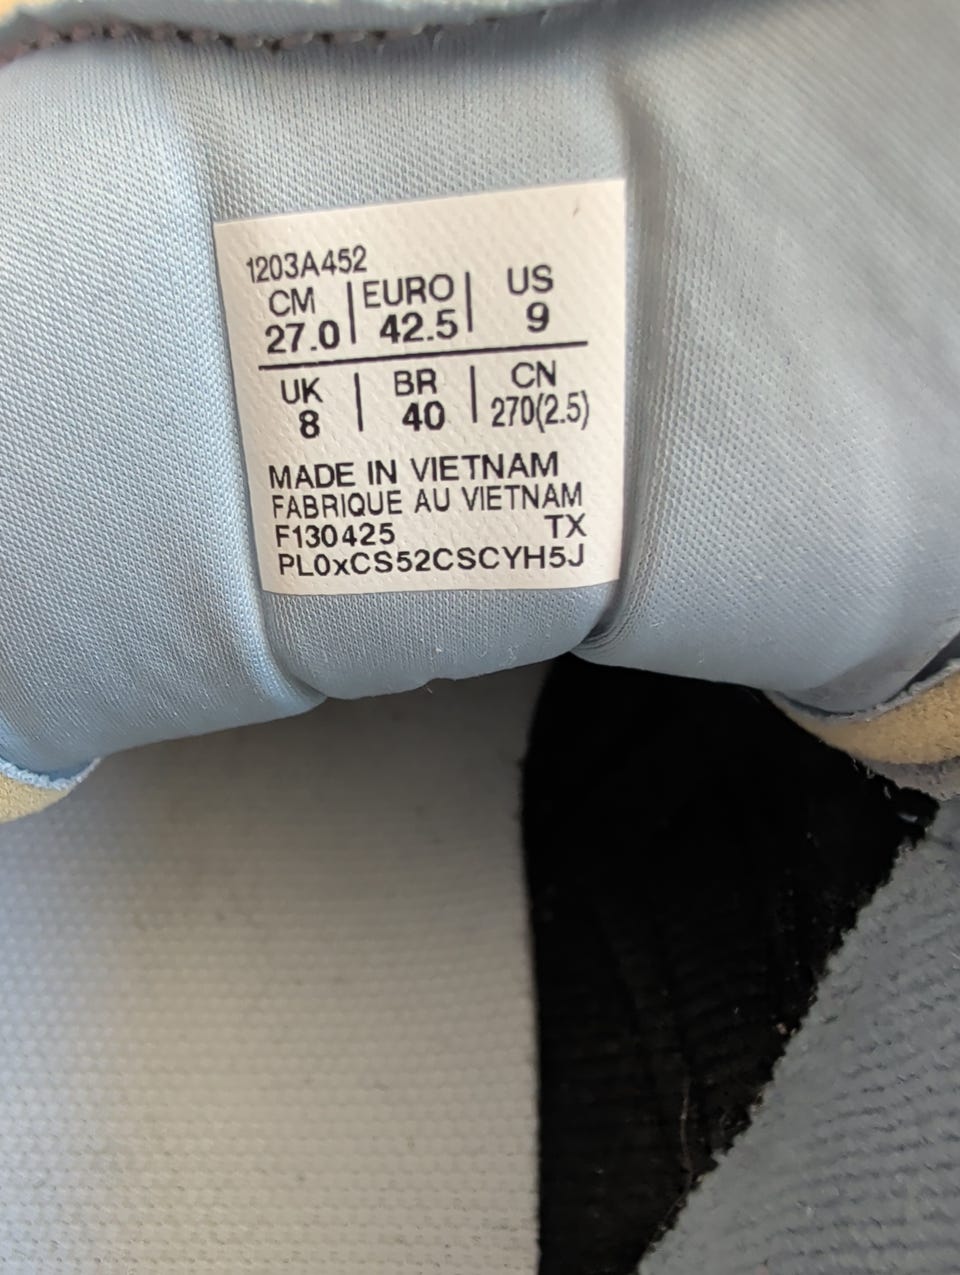 1203A452
CM | EURO | US
27.0 | 42.5 | 9
UK | BR | CN
8 | 40 | 270(2.5)
MADE IN VIETNAM
FABRIQUE AU VIETNAM
F130425 TX
PL0xCS52CSCYH5J